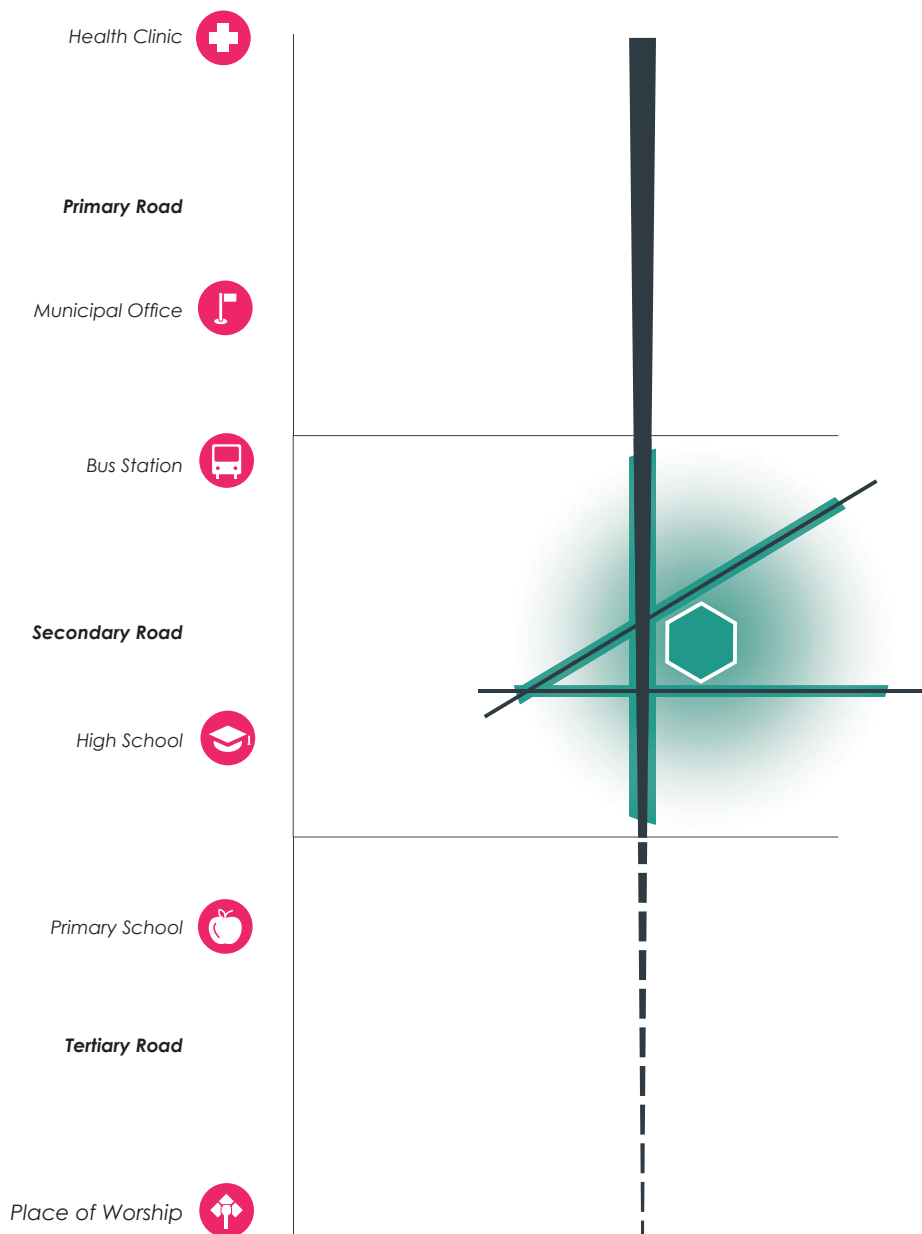 Health Clinic
Primary Road
Municipal Office
Bus Station
Secondary Road
High School
Primary School
Tertiary Road
Place of Worship